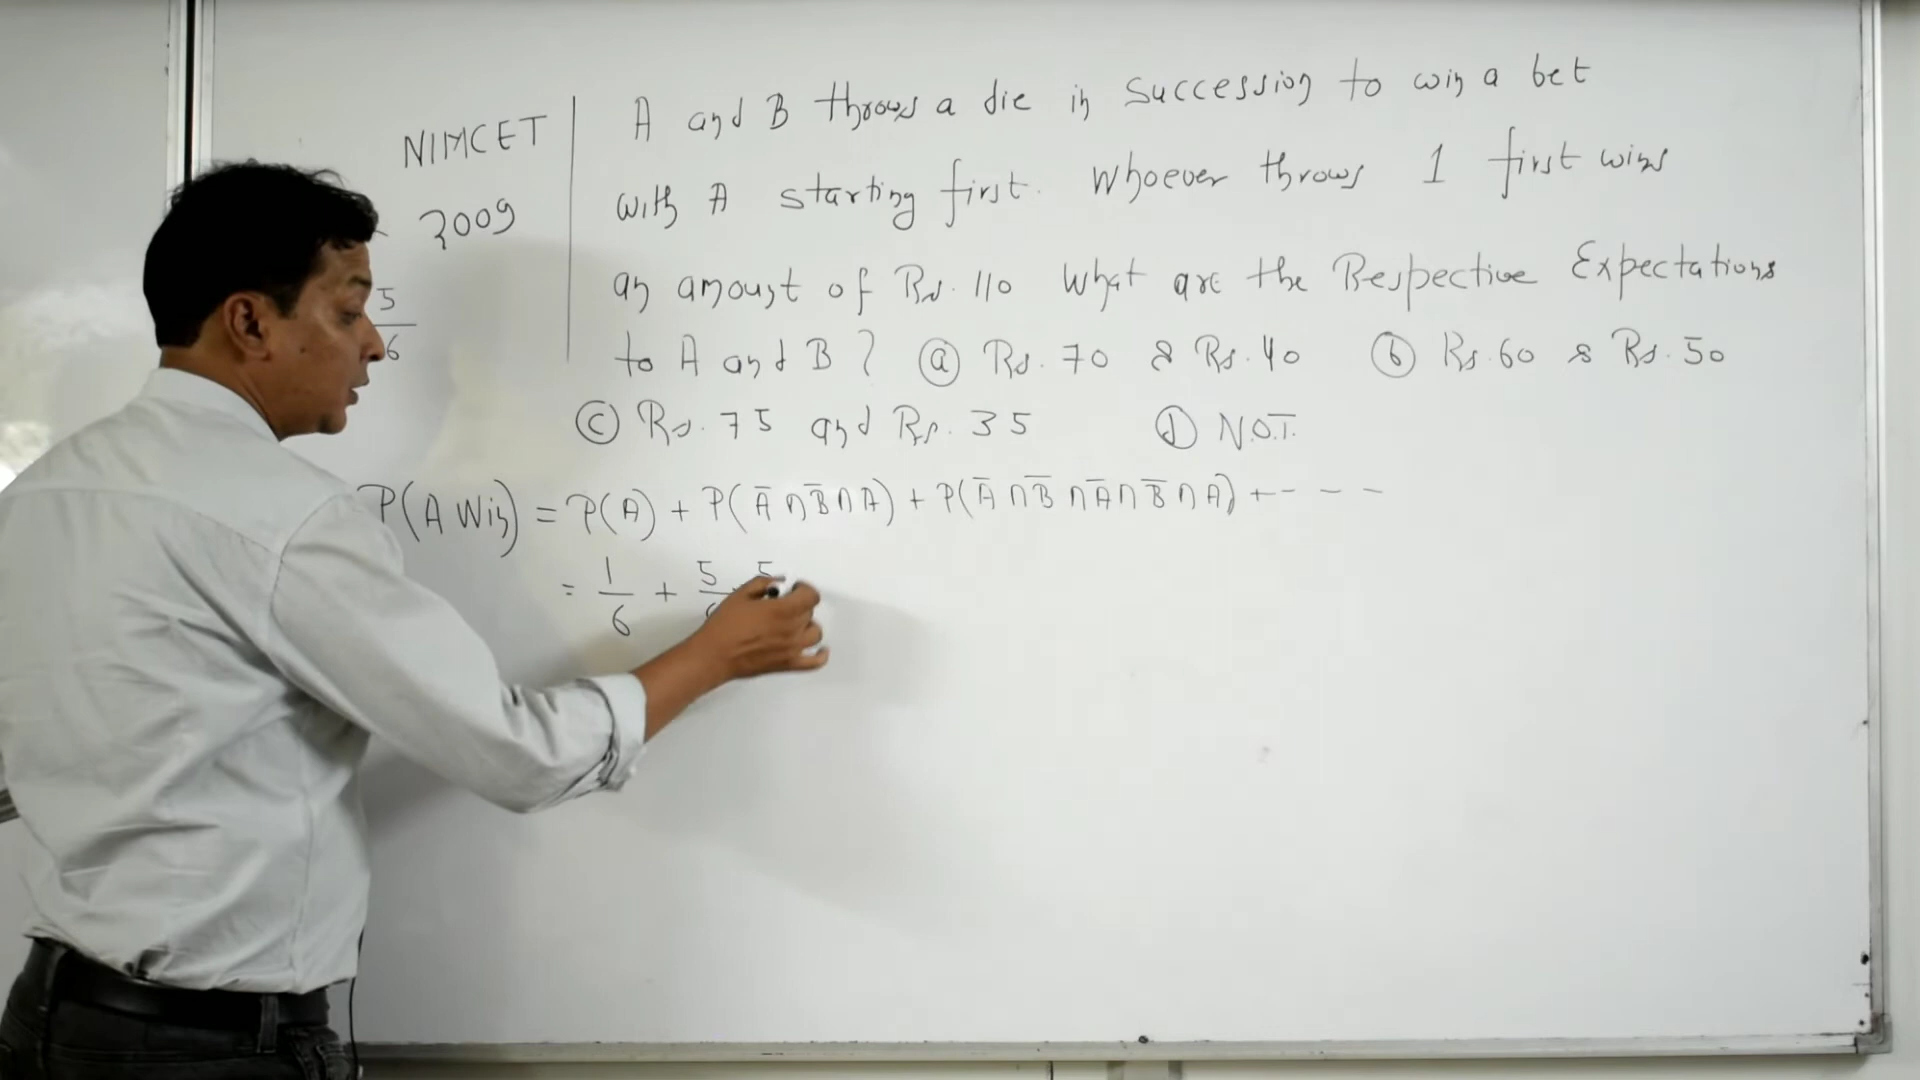 NIMCET
2009
5
6
A and B throws a die in succession to win a bet
with A starting first. Whoever throws 1 first wins
an amount of Rs. 110 What are the Respective Expectations
to A and B ? (a) Rs. 70 & Rs. 40 (b) Rs. 60 & Rs. 50
(c) Rs. 75 and Rs. 35 (d) N.O.T.
P(A Win) = P(A) + P(Ā ∩ B̄ ∩ A) + P(Ā ∩ B̄ ∩ Ā ∩ B̄ ∩ A) + - - -
= 1/6 + 5/6 5